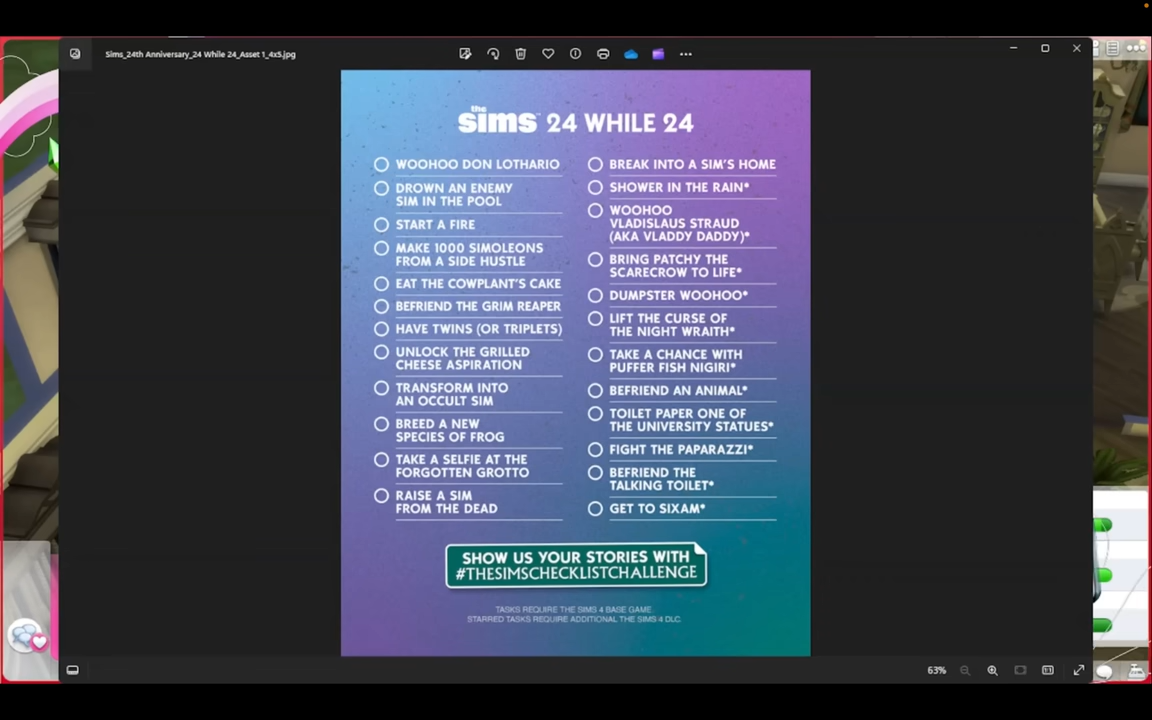 Sims_24th Anniversary_24 While 24_Asset 1_4x5.jpg
the
sims™ 24 WHILE 24
WOOHOO DON LOTHARIO
DROWN AN ENEMY
SIM IN THE POOL
START A FIRE
MAKE 1000 SIMOLEONS
FROM A SIDE HUSTLE
EAT THE COWPLANT'S CAKE
BEFRIEND THE GRIM REAPER
HAVE TWINS (OR TRIPLETS)
UNLOCK THE GRILLED
CHEESE ASPIRATION
TRANSFORM INTO
AN OCCULT SIM
BREED A NEW
SPECIES OF FROG
TAKE A SELFIE AT THE
FORGOTTEN GROTTO
RAISE A SIM
FROM THE DEAD
BREAK INTO A SIM'S HOME
SHOWER IN THE RAIN*
WOOHOO
VLADISLAUS STRAUD
(AKA VLADDY DADDY)*
BRING PATCHY THE
SCARECROW TO LIFE*
DUMPSTER WOOHOO*
LIFT THE CURSE OF
THE NIGHT WRAITH*
TAKE A CHANCE WITH
PUFFER FISH NIGIRI*
BEFRIEND AN ANIMAL*
TOILET PAPER ONE OF
THE UNIVERSITY STATUES*
FIGHT THE PAPARAZZI*
BEFRIEND THE
TALKING TOILET*
GET TO SIXAM*
SHOW US YOUR STORIES WITH
#THESIMSCHECKLISTCHALLENGE
TASKS REQUIRE THE SIMS 4 BASE GAME.
STARRED TASKS REQUIRE ADDITIONAL THE SIMS 4 DLC.
63%